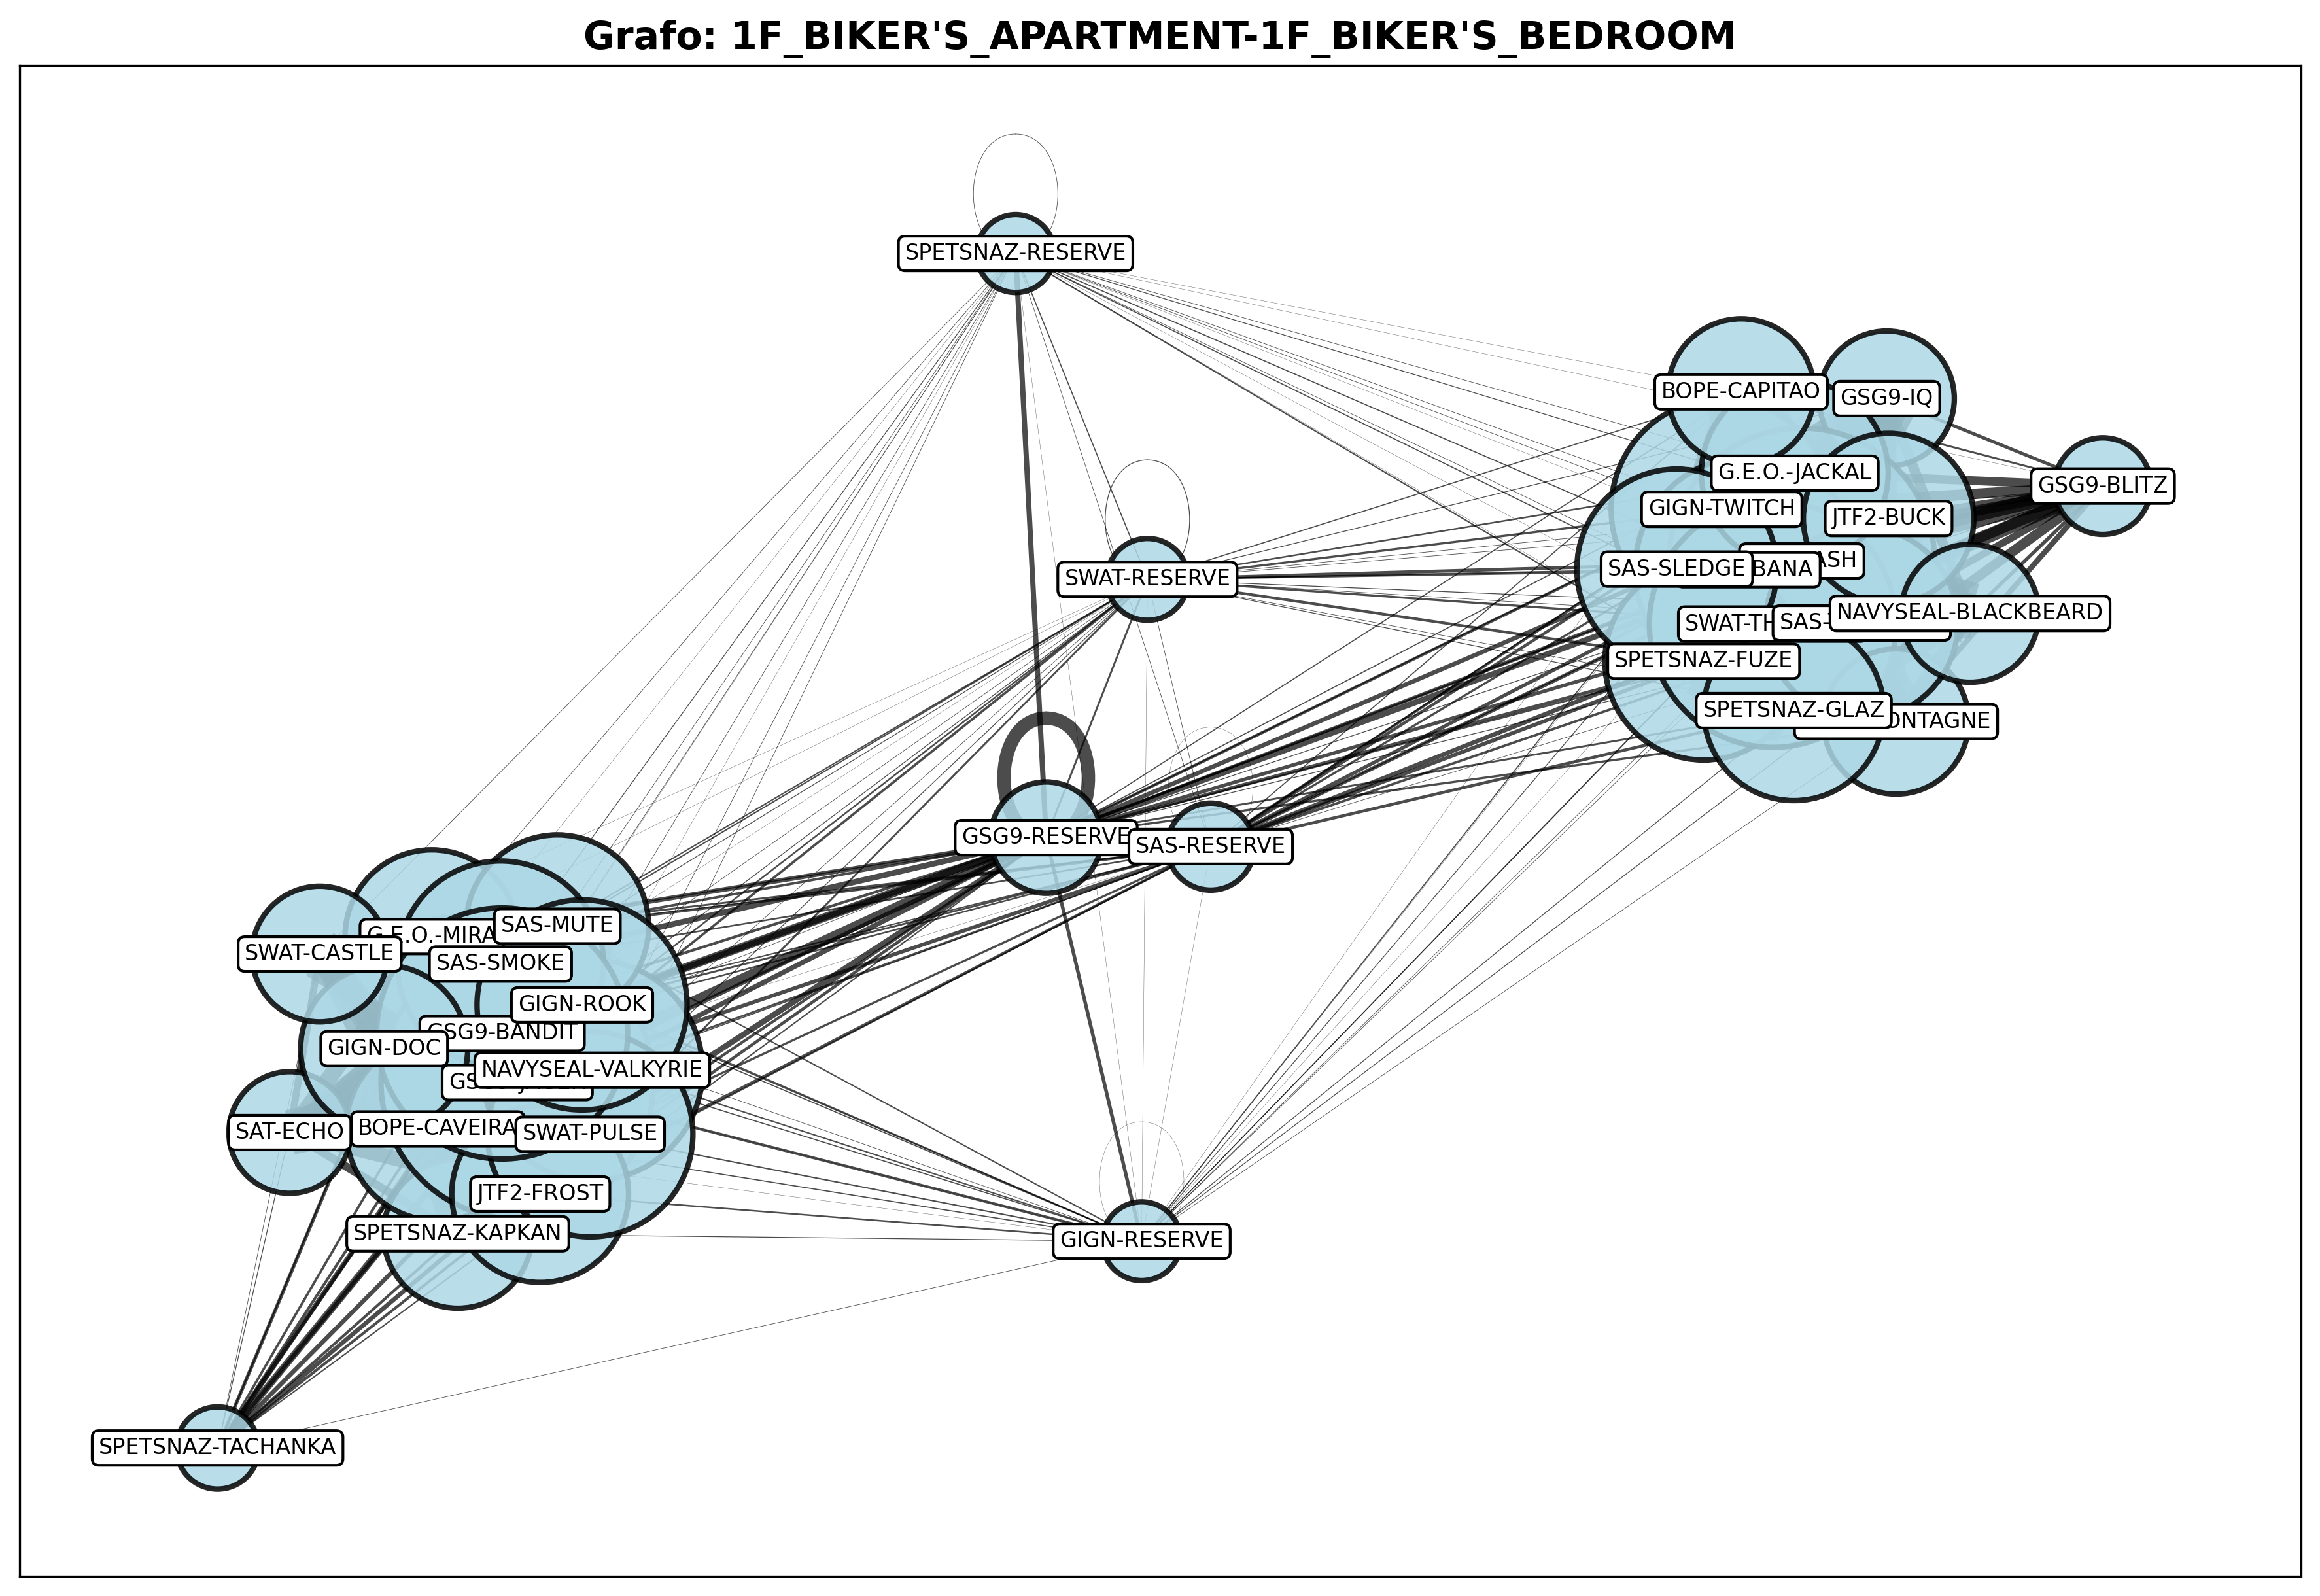 Grafo: 1F_BIKER'S_APARTMENT-1F_BIKER'S_BEDROOM
SPETSNAZ-RESERVE
BOPE-CAPITAO
GSG9-IQ
G.E.O.-JACKAL
GSG9-BLITZ
GIGN-TWITCH
JTF2-BUCK
SAS-SLEDGE
BANA
ASH
SWAT-RESERVE
NAVYSEAL-BLACKBEARD
SWAT-TH
SAS-
SPETSNAZ-FUZE
SPETSNAZ-GLAZ
ONTAGNE
GSG9-RESERVE
SAS-RESERVE
SAS-MUTE
G.E.O.-MIRA
SWAT-CASTLE
SAS-SMOKE
GIGN-ROOK
GSG9-BANDIT
GIGN-DOC
NAVYSEAL-VALKYRIE
SAT-ECHO
BOPE-CAVEIRA
SWAT-PULSE
JTF2-FROST
SPETSNAZ-KAPKAN
GIGN-RESERVE
SPETSNAZ-TACHANKA